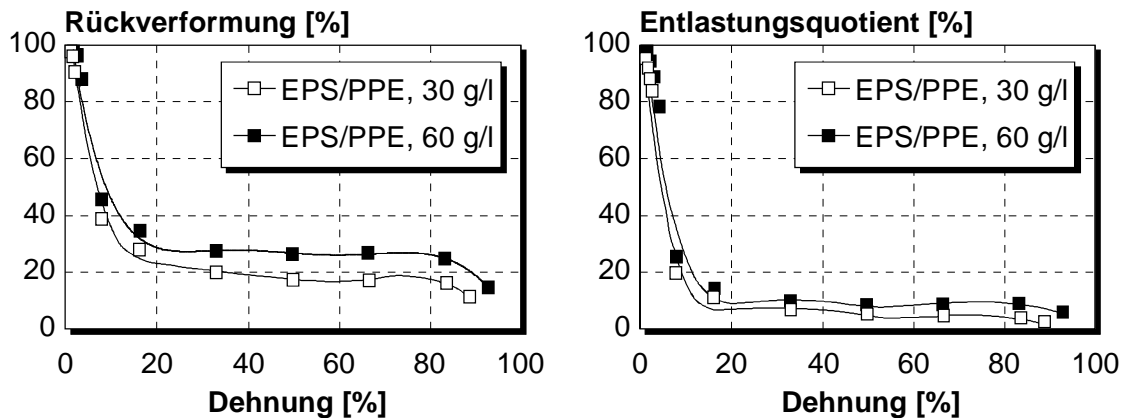 Rückverformung [%]
100
80
60
40
20
0
0 20 40 60 80 100
Dehnung [%]
EPS/PPE, 30 g/l
EPS/PPE, 60 g/l
Entlastungsquotient [%]
100
80
60
40
20
0
0 20 40 60 80 100
Dehnung [%]
EPS/PPE, 30 g/l
EPS/PPE, 60 g/l